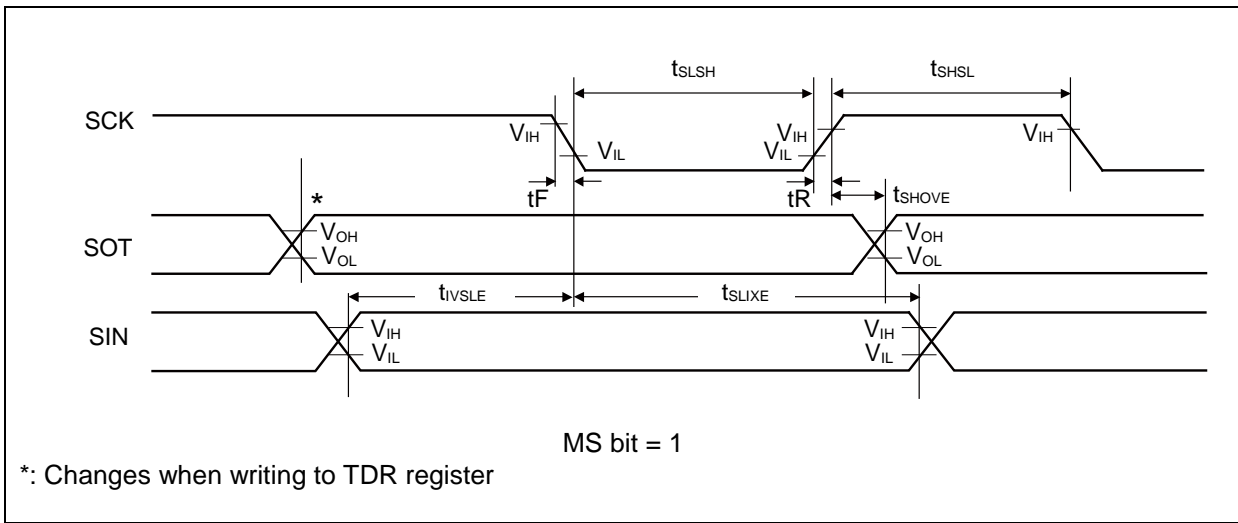 tSLSH tSHSL
SCK
VIH VIL VIL VIH VIH
tF tR tSHOVE
*
SOT
VOH VOH
VOL VOL
tIVSLE tSLIXE
SIN
VIH VIH
VIL VIL
MS bit = 1
*: Changes when writing to TDR register